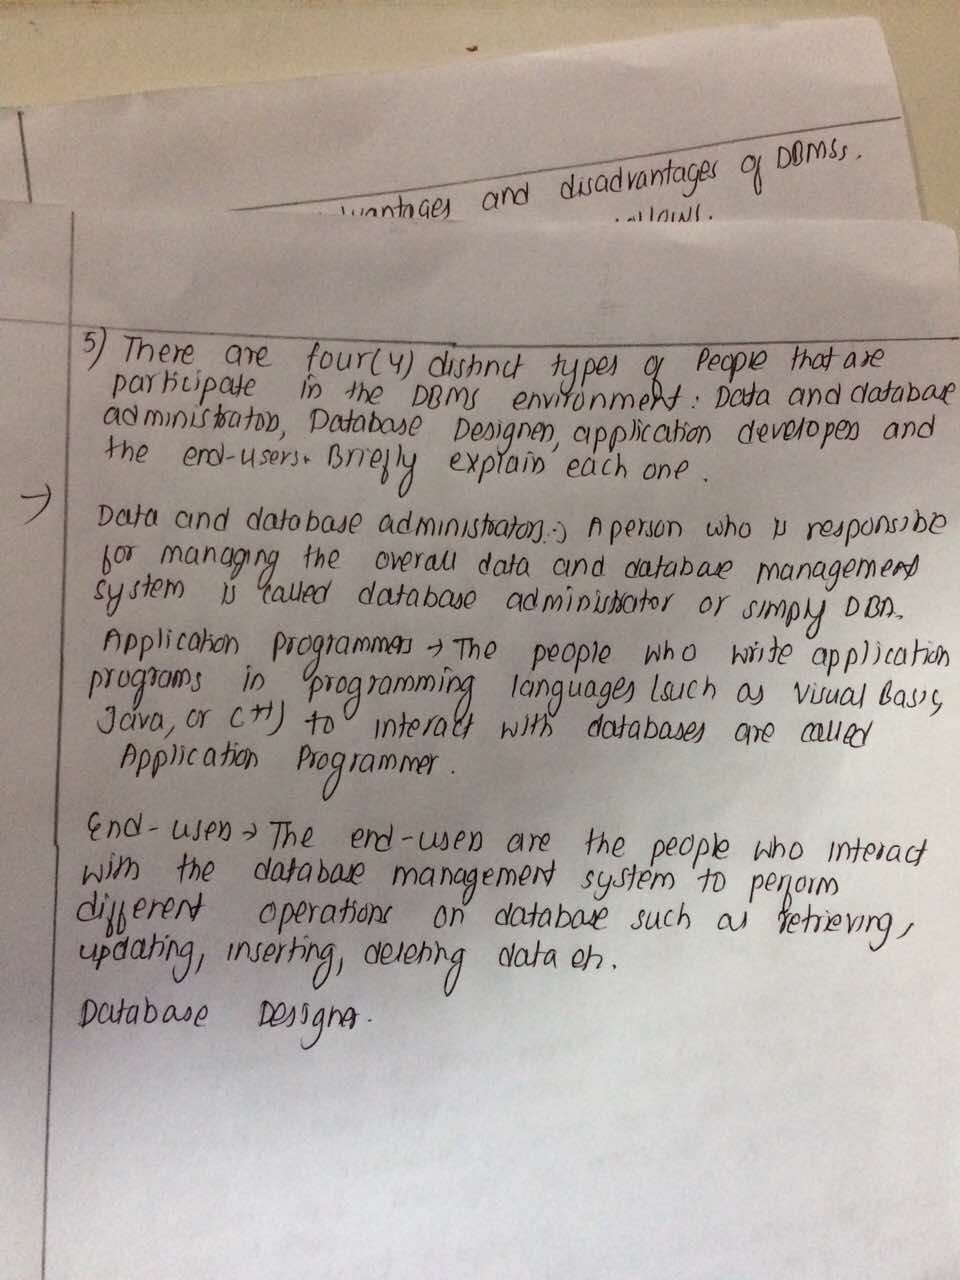 and disadvantages of DBMSs.
5) There are four(4) distinct types of People that are
participate in the DBMS environment: Data and database
administrators, Database Designers, application developers and
the end-users. Briefly explain each one.
→
Data and database administrators → A person who is responsible
for managing the overall data and database management
system is called database administrator or simply DBA.
Application Programmers → The people who write application
programs in programming languages (such as Visual Basic,
Java, or C++) to interact with databases are called
Application Programmer.
End-users → The end-users are the people who interact
with the database management system to perform
different operations on database such as retrieving,
updating, inserting, deleting data etc.
Database Designer.